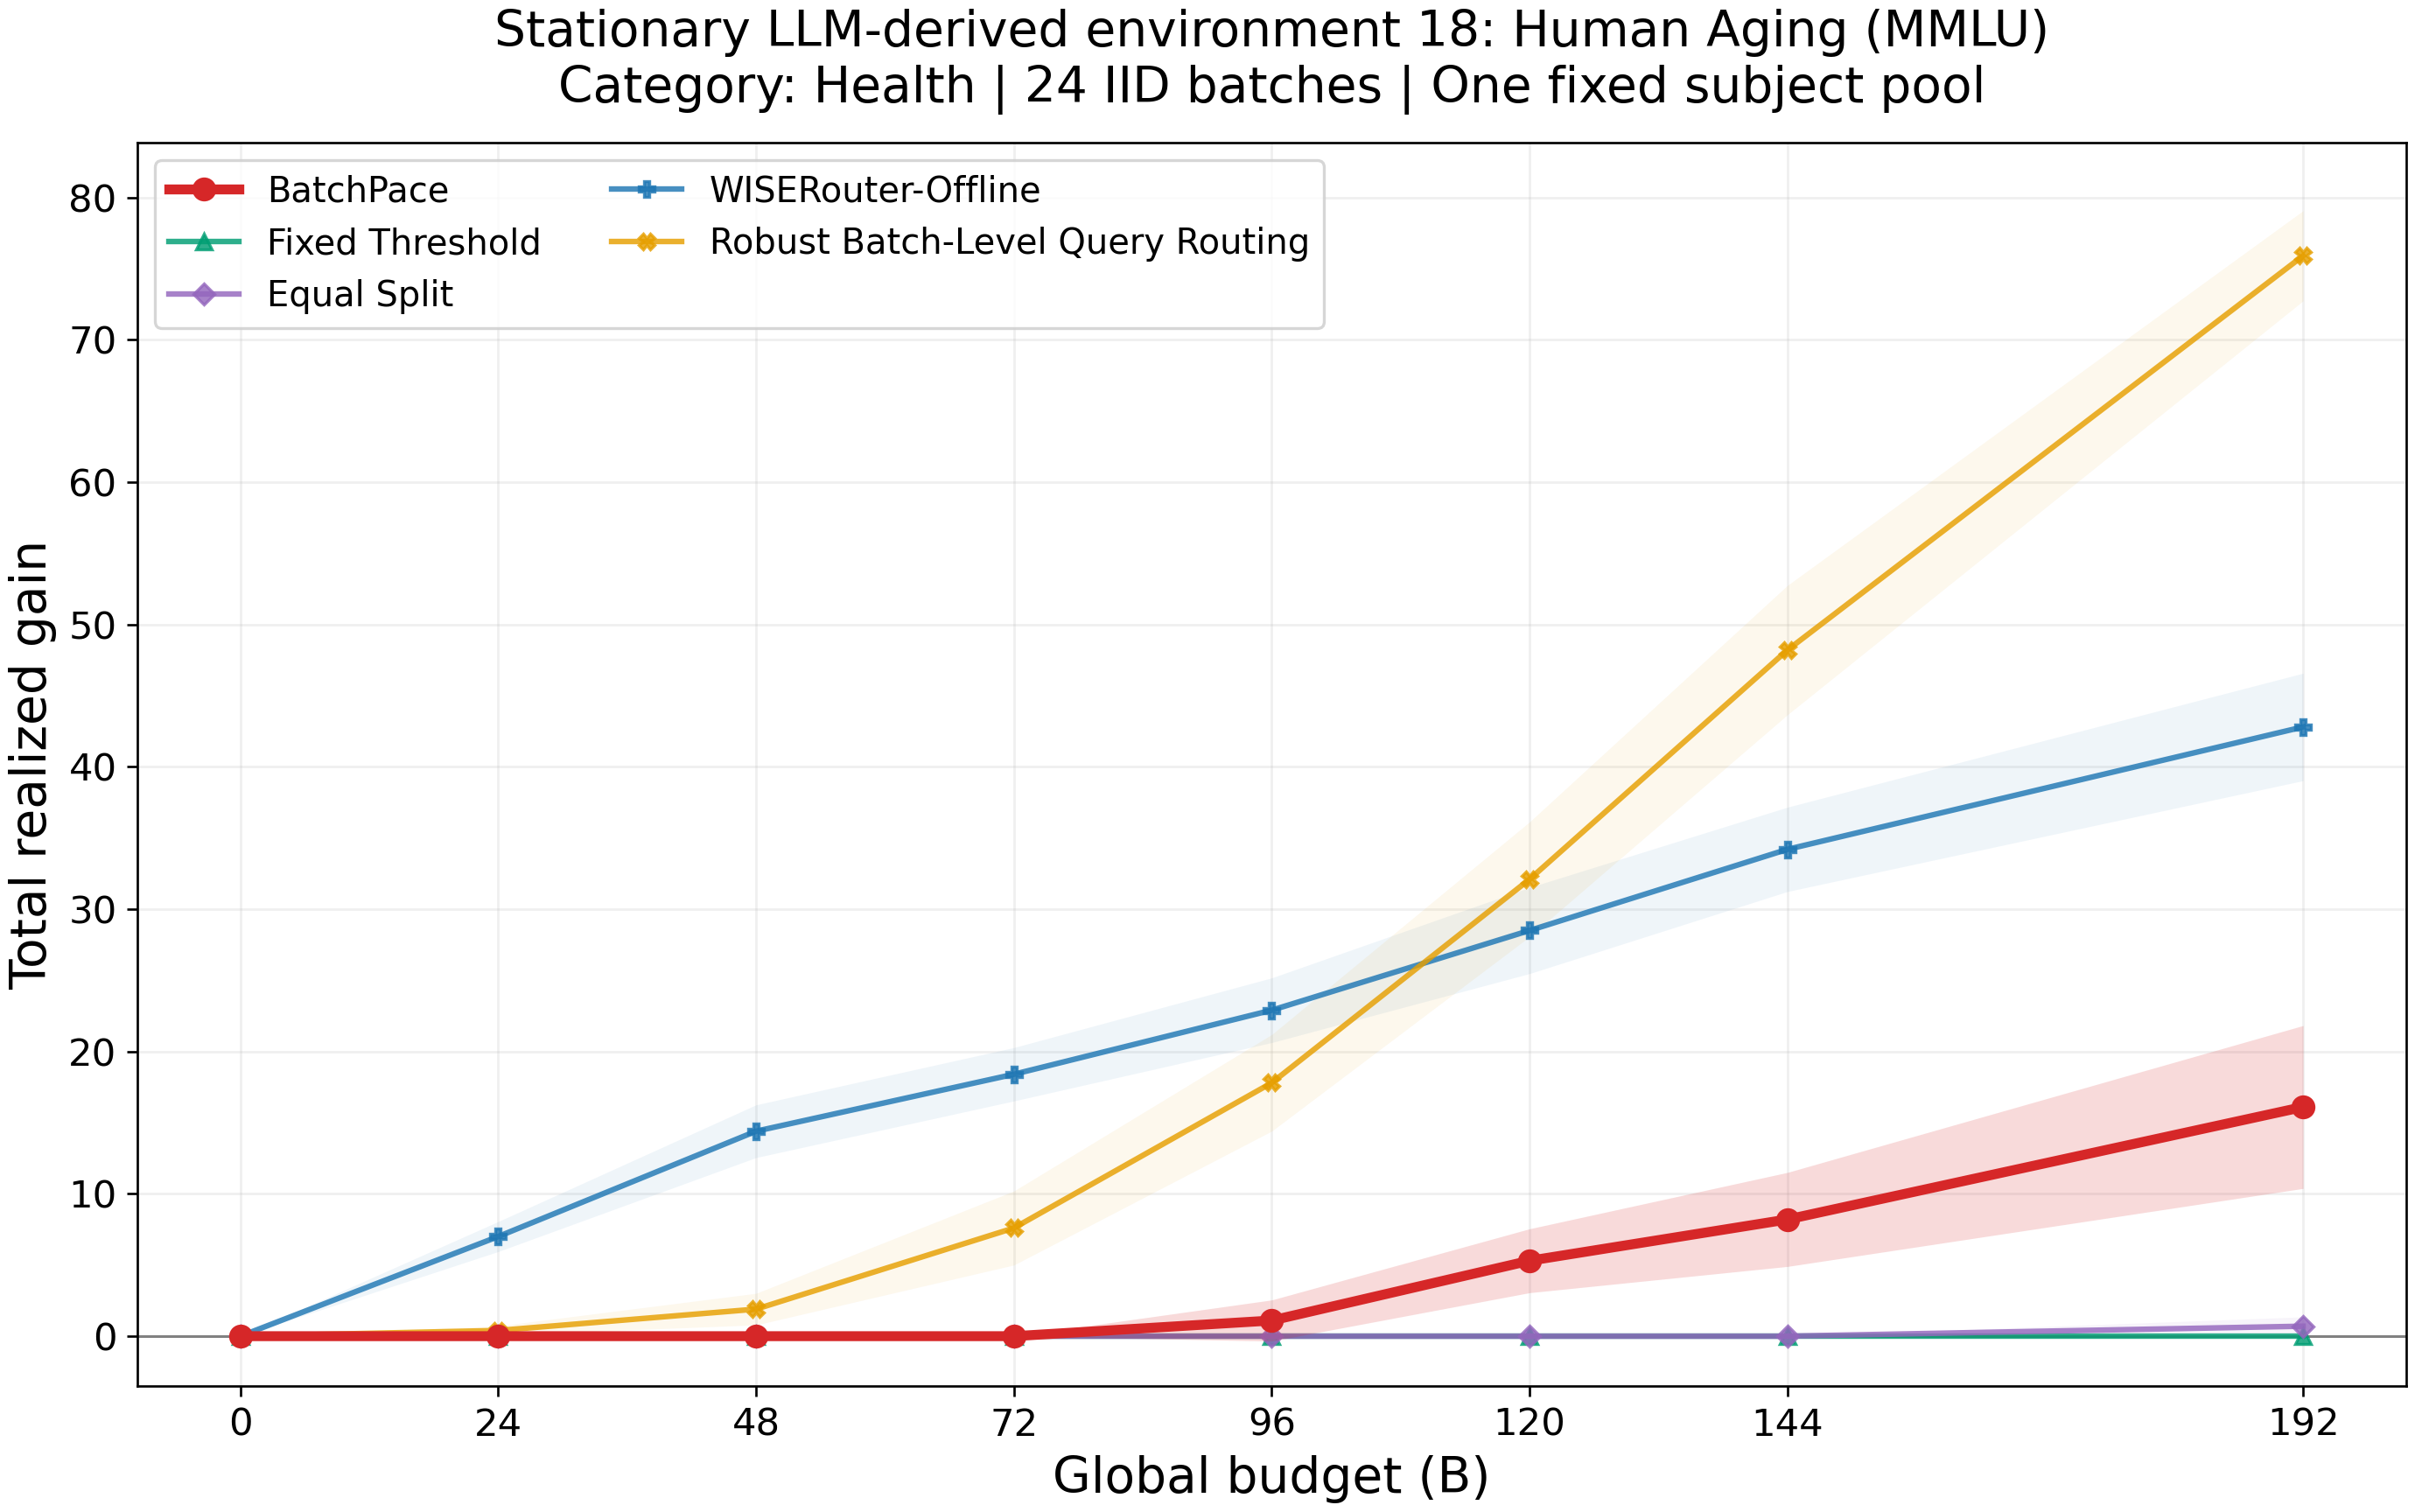 Stationary LLM-derived environment 18: Human Aging (MMLU)
Category: Health | 24 IID batches | One fixed subject pool
BatchPace
Fixed Threshold
Equal Split
WISERouter-Offline
Robust Batch-Level Query Routing
Total realized gain
80
70
60
50
40
30
20
10
0
0 24 48 72 96 120 144 192
Global budget (B)